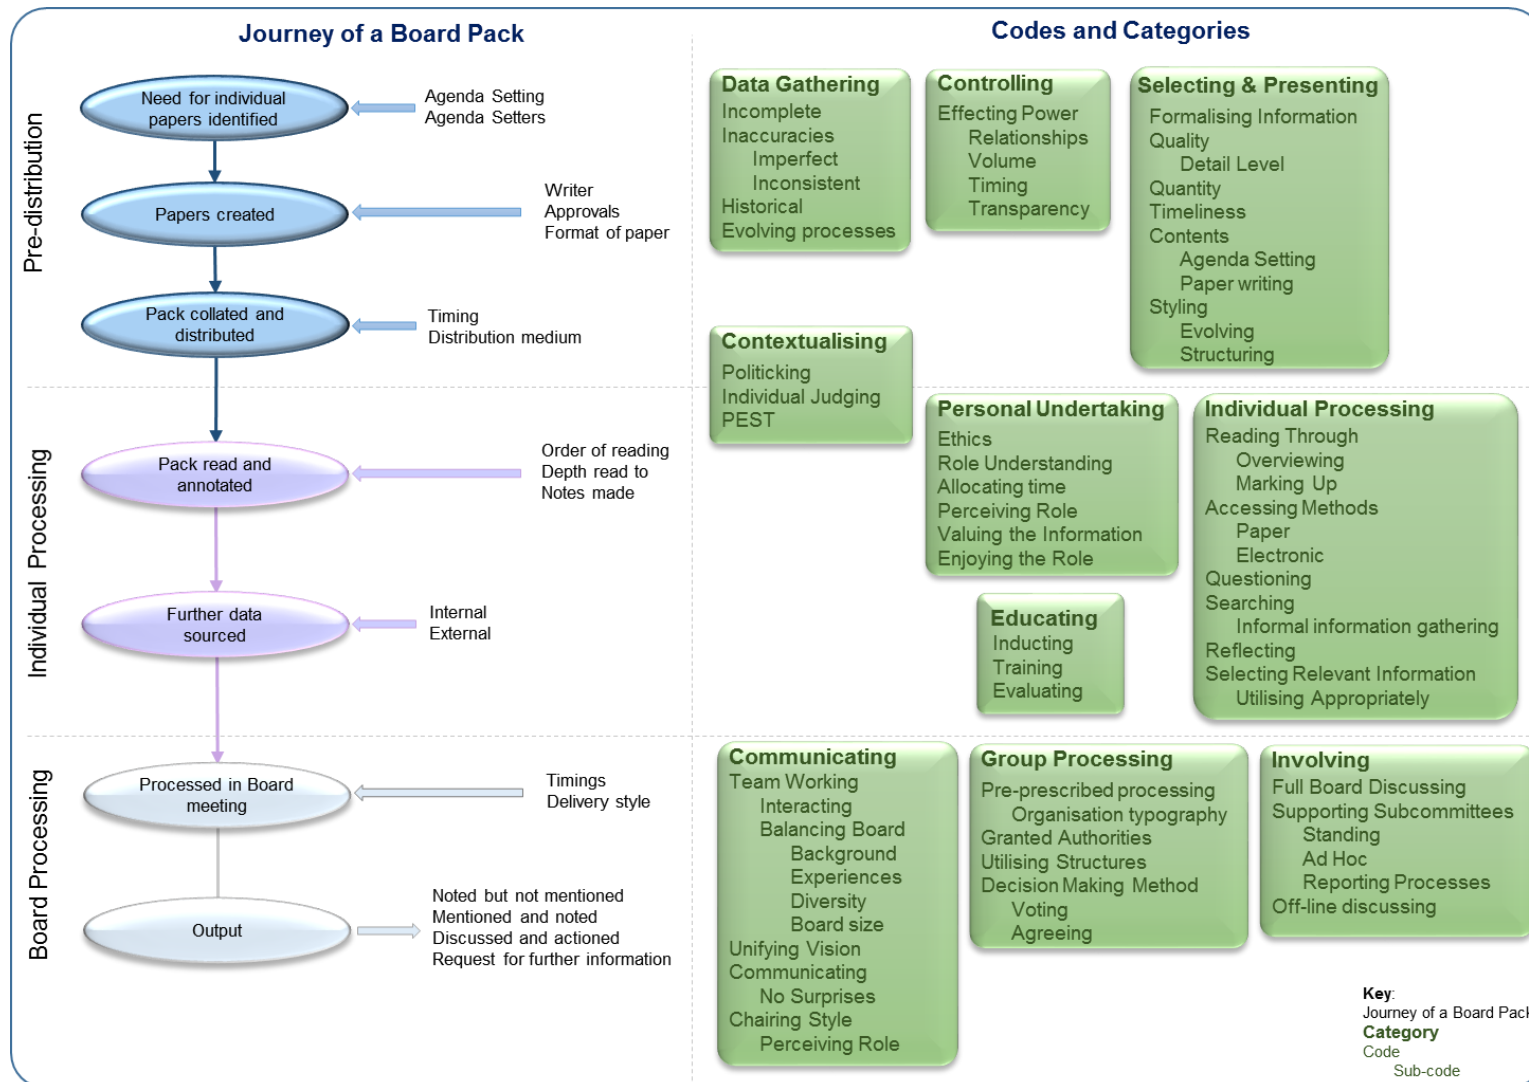 Journey of a Board Pack
Codes and Categories
Pre-distribution
Need for individual
papers identified
Agenda Setting
Agenda Setters
Papers created
Writer
Approvals
Format of paper
Pack collated and
distributed
Timing
Distribution medium
Data Gathering
Incomplete
Inaccuracies
Imperfect
Inconsistent
Historical
Evolving processes
Controlling
Effecting Power
Relationships
Volume
Timing
Transparency
Selecting & Presenting
Formalising Information
Quality
Detail Level
Quantity
Timeliness
Contents
Agenda Setting
Paper writing
Styling
Evolving
Structuring
Contextualising
Politicking
Individual Judging
PEST
Individual Processing
Pack read and
annotated
Order of reading
Depth read to
Notes made
Further data
sourced
Internal
External
Personal Undertaking
Ethics
Role Understanding
Allocating time
Perceiving Role
Valuing the Information
Enjoying the Role
Educating
Inducting
Training
Evaluating
Individual Processing
Reading Through
Overviewing
Marking Up
Accessing Methods
Paper
Electronic
Questioning
Searching
Informal information gathering
Reflecting
Selecting Relevant Information
Utilising Appropriately
Board Processing
Processed in Board
meeting
Timings
Delivery style
Output
Noted but not mentioned
Mentioned and noted
Discussed and actioned
Request for further information
Communicating
Team Working
Interacting
Balancing Board
Background
Experiences
Diversity
Board size
Unifying Vision
Communicating
No Surprises
Chairing Style
Perceiving Role
Group Processing
Pre-prescribed processing
Organisation typography
Granted Authorities
Utilising Structures
Decision Making Method
Voting
Agreeing
Involving
Full Board Discussing
Supporting Subcommittees
Standing
Ad Hoc
Reporting Processes
Off-line discussing
Key:
Journey of a Board Pack
Category
Code
Sub-code